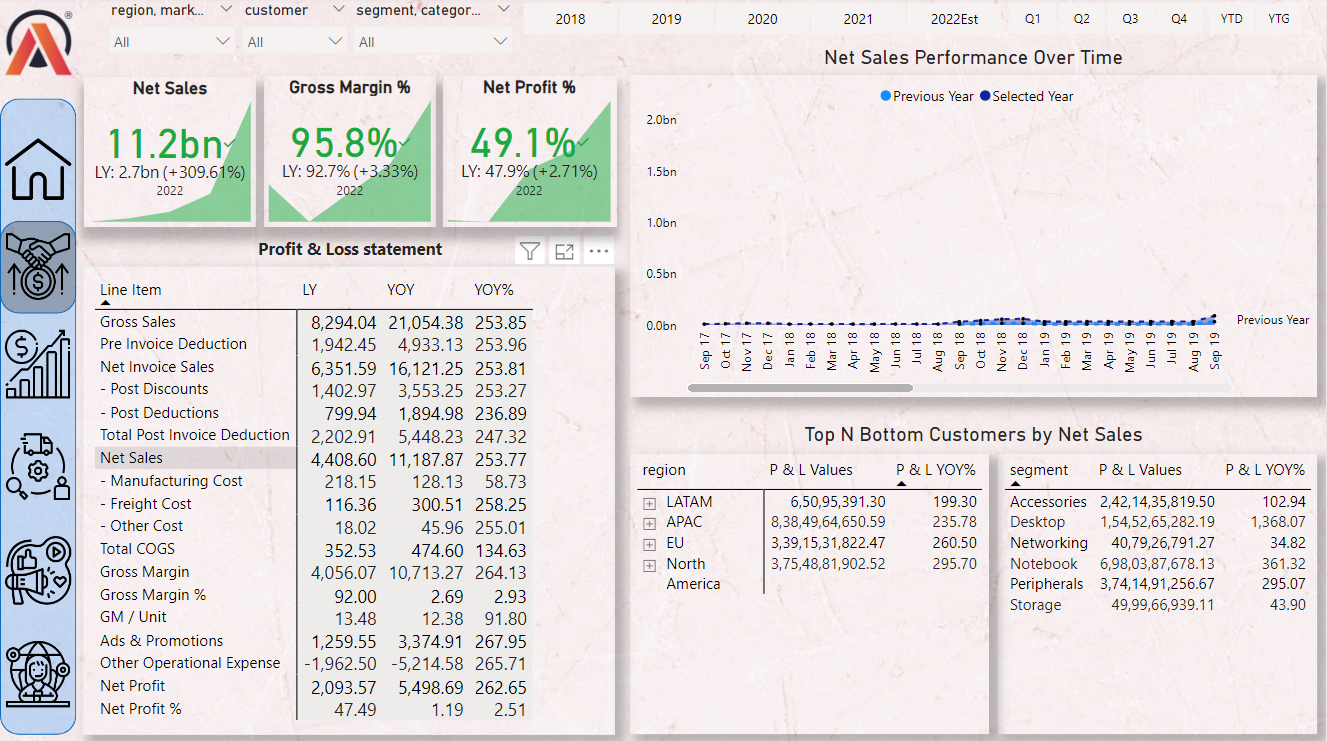 region, mark...
customer
segment, categor...
All
All
All
2018
2019
2020
2021
2022Est
Q1
Q2
Q3
Q4
YTD
YTG
®
Net Sales
11.2bn
LY: 2.7bn (+309.61%)
2022
Gross Margin %
95.8%
LY: 92.7% (+3.33%)
2022
Net Profit %
49.1%
LY: 47.9% (+2.71%)
2022
Net Sales Performance Over Time
Previous Year
Selected Year
2.0bn
1.5bn
1.0bn
0.5bn
0.0bn
Previous Year
Sep 17
Oct 17
Nov 17
Dec 17
Jan 18
Feb 18
Mar 18
Apr 18
May 18
Jun 18
Jul 18
Aug 18
Sep 18
Oct 18
Nov 18
Dec 18
Jan 19
Feb 19
Mar 19
Apr 19
May 19
Jun 19
Jul 19
Aug 19
Sep 19
Profit & Loss statement
Line Item LY YOY YOY%
Gross Sales 8,294.04 21,054.38 253.85
Pre Invoice Deduction 1,942.45 4,933.13 253.96
Net Invoice Sales 6,351.59 16,121.25 253.81
- Post Discounts 1,402.97 3,553.25 253.27
- Post Deductions 799.94 1,894.98 236.89
Total Post Invoice Deduction 2,202.91 5,448.23 247.32
Net Sales 4,408.60 11,187.87 253.77
- Manufacturing Cost 218.15 128.13 58.73
- Freight Cost 116.36 300.51 258.25
- Other Cost 18.02 45.96 255.01
Total COGS 352.53 474.60 134.63
Gross Margin 4,056.07 10,713.27 264.13
Gross Margin % 92.00 2.69 2.93
GM / Unit 13.48 12.38 91.80
Ads & Promotions 1,259.55 3,374.91 267.95
Other Operational Expense -1,962.50 -5,214.58 265.71
Net Profit 2,093.57 5,498.69 262.65
Net Profit % 47.49 1.19 2.51
Top N Bottom Customers by Net Sales
region P & L Values P & L YOY%
LATAM 6,50,95,391.30 199.30
APAC 8,38,49,64,650.59 235.78
EU 3,39,15,31,822.47 260.50
North America 3,75,48,81,902.52 295.70
segment P & L Values P & L YOY%
Accessories 2,42,14,35,819.50 102.94
Desktop 1,54,52,65,282.19 1,368.07
Networking 40,79,26,791.27 34.82
Notebook 6,98,03,87,678.13 361.32
Peripherals 3,74,14,91,256.67 295.07
Storage 49,99,66,939.11 43.90